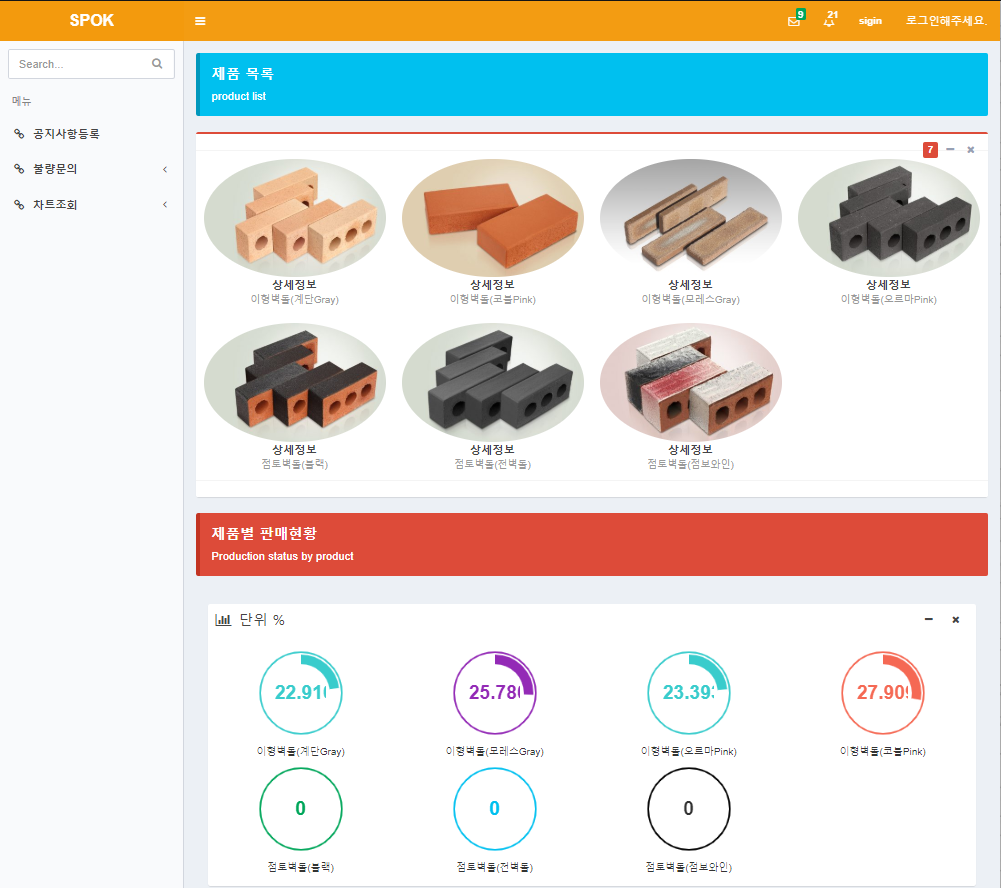 SPOK
9
21
sigin
로그인해주세요.
Search...
메뉴
공지사항등록
불량문의
차트조회
제품 목록
product list
7
상세정보
이형벽돌(계단Gray)
상세정보
이형벽돌(코블Pink)
상세정보
이형벽돌(모레스Gray)
상세정보
이형벽돌(오르마Pink)
상세정보
점토벽돌(블랙)
상세정보
점토벽돌(전벽돌)
상세정보
점토벽돌(점보와인)
제품별 판매현황
Production status by product
단위 %
22.910
25.780
23.393
27.909
이형벽돌(계단Gray)
이형벽돌(모레스Gray)
이형벽돌(오르마Pink)
이형벽돌(코블Pink)
0
0
0
점토벽돌(블랙)
점토벽돌(전벽돌)
점토벽돌(점보와인)